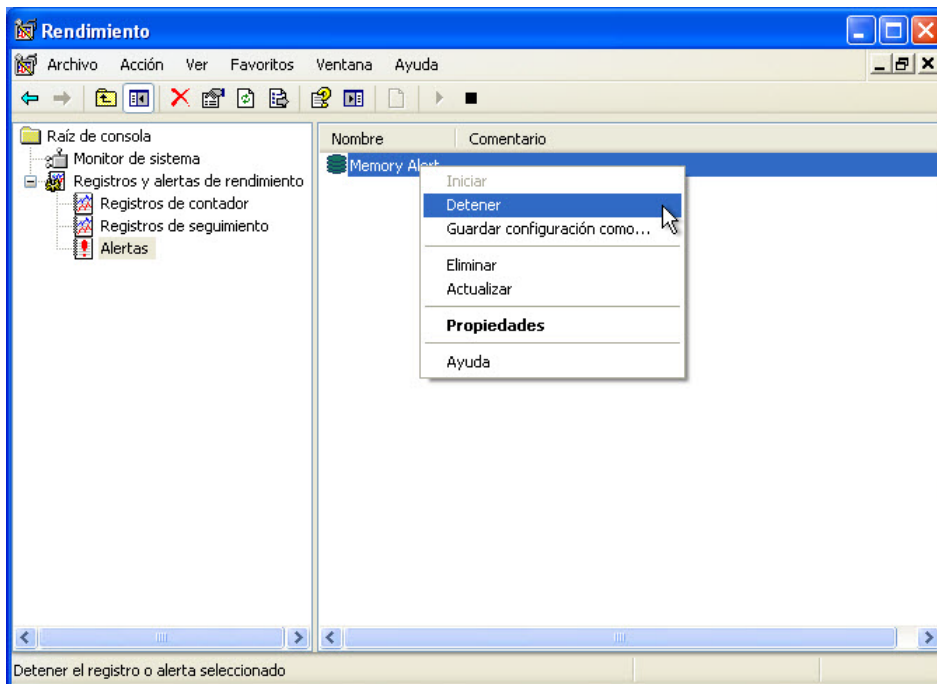 Rendimiento
Archivo Acción Ver Favoritos Ventana Ayuda
Raíz de consola
Monitor de sistema
Registros y alertas de rendimiento
Registros de contador
Registros de seguimiento
Alertas
Nombre Comentario
Memory Alert
Iniciar
Detener
Guardar configuración como...
Eliminar
Actualizar
Propiedades
Ayuda
Detener el registro o alerta seleccionado